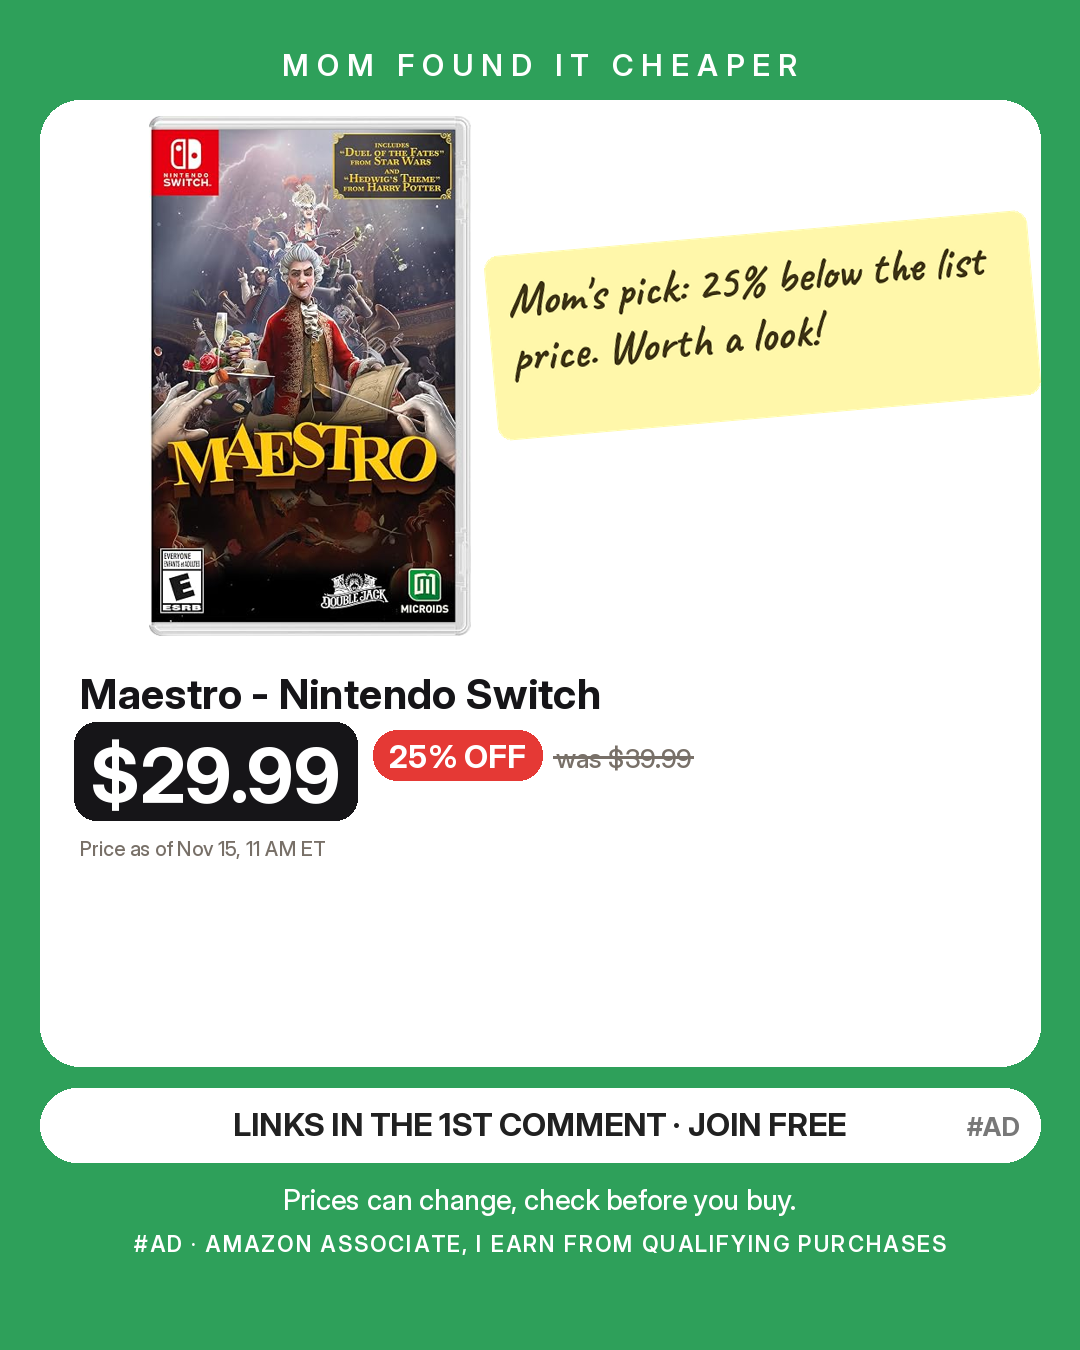 MOM FOUND IT CHEAPER
NINTENDO
SWITCH
INCLUDES
"DUEL OF THE FATES"
FROM STAR WARS
AND
"HEDWIG'S THEME"
FROM HARRY POTTER
Mom's pick: 25% below the list
price. Worth a look!
MAESTRO
EVERYONE
ENFANTS et ADULTES
E
ESRB
DOUBLE JACK
MICROIDS
Maestro - Nintendo Switch
$29.99
25% OFF
was $39.99
Price as of Nov 15, 11 AM ET
LINKS IN THE 1ST COMMENT · JOIN FREE
#AD
Prices can change, check before you buy.
#AD · AMAZON ASSOCIATE, I EARN FROM QUALIFYING PURCHASES